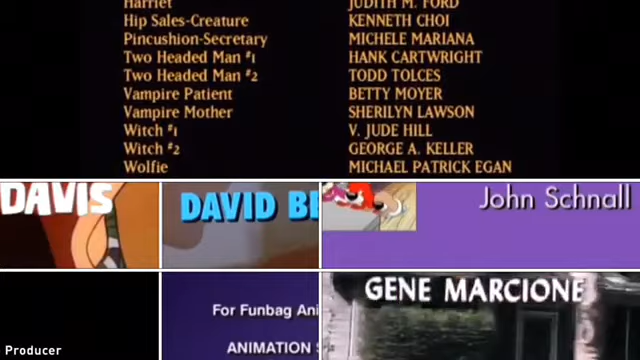 Harriet JUDITH M. FORD
Hip Sales-Creature KENNETH CHOI
Pincushion-Secretary MICHELE MARIANA
Two Headed Man #1 HANK CARTWRIGHT
Two Headed Man #2 TODD TOLCES
Vampire Patient BETTY MOYER
Vampire Mother SHERILYN LAWSON
Witch #1 V. JUDE HILL
Witch #2 GEORGE A. KELLER
Wolfie MICHAEL PATRICK EGAN
DAVIS
DAVID
John Schnall
Producer
For Funbag Ani
ANIMATION S
GENE MARCIONE